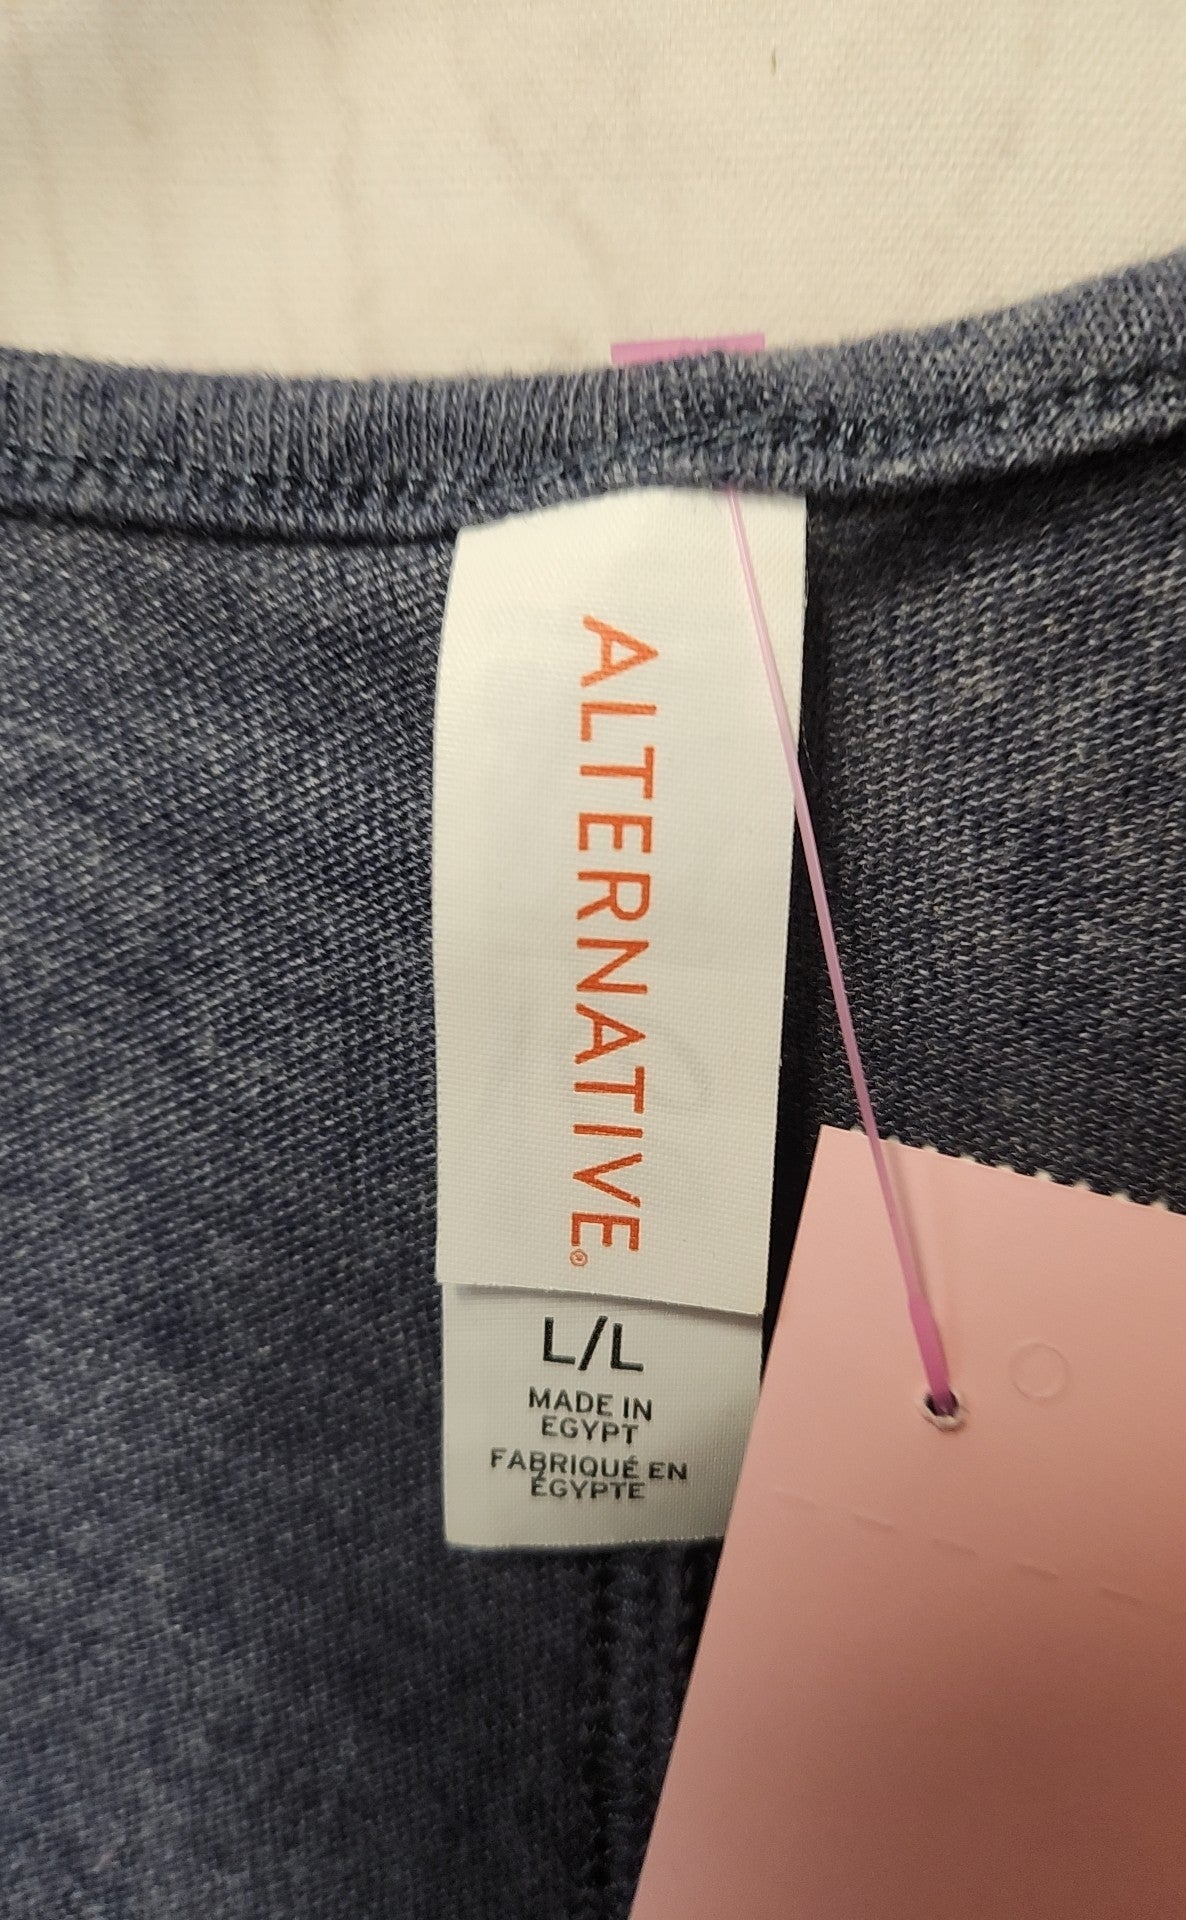 ALTERNATIVE®
L/L
MADE IN
EGYPT
FABRIQUÉ EN
ÉGYPTE